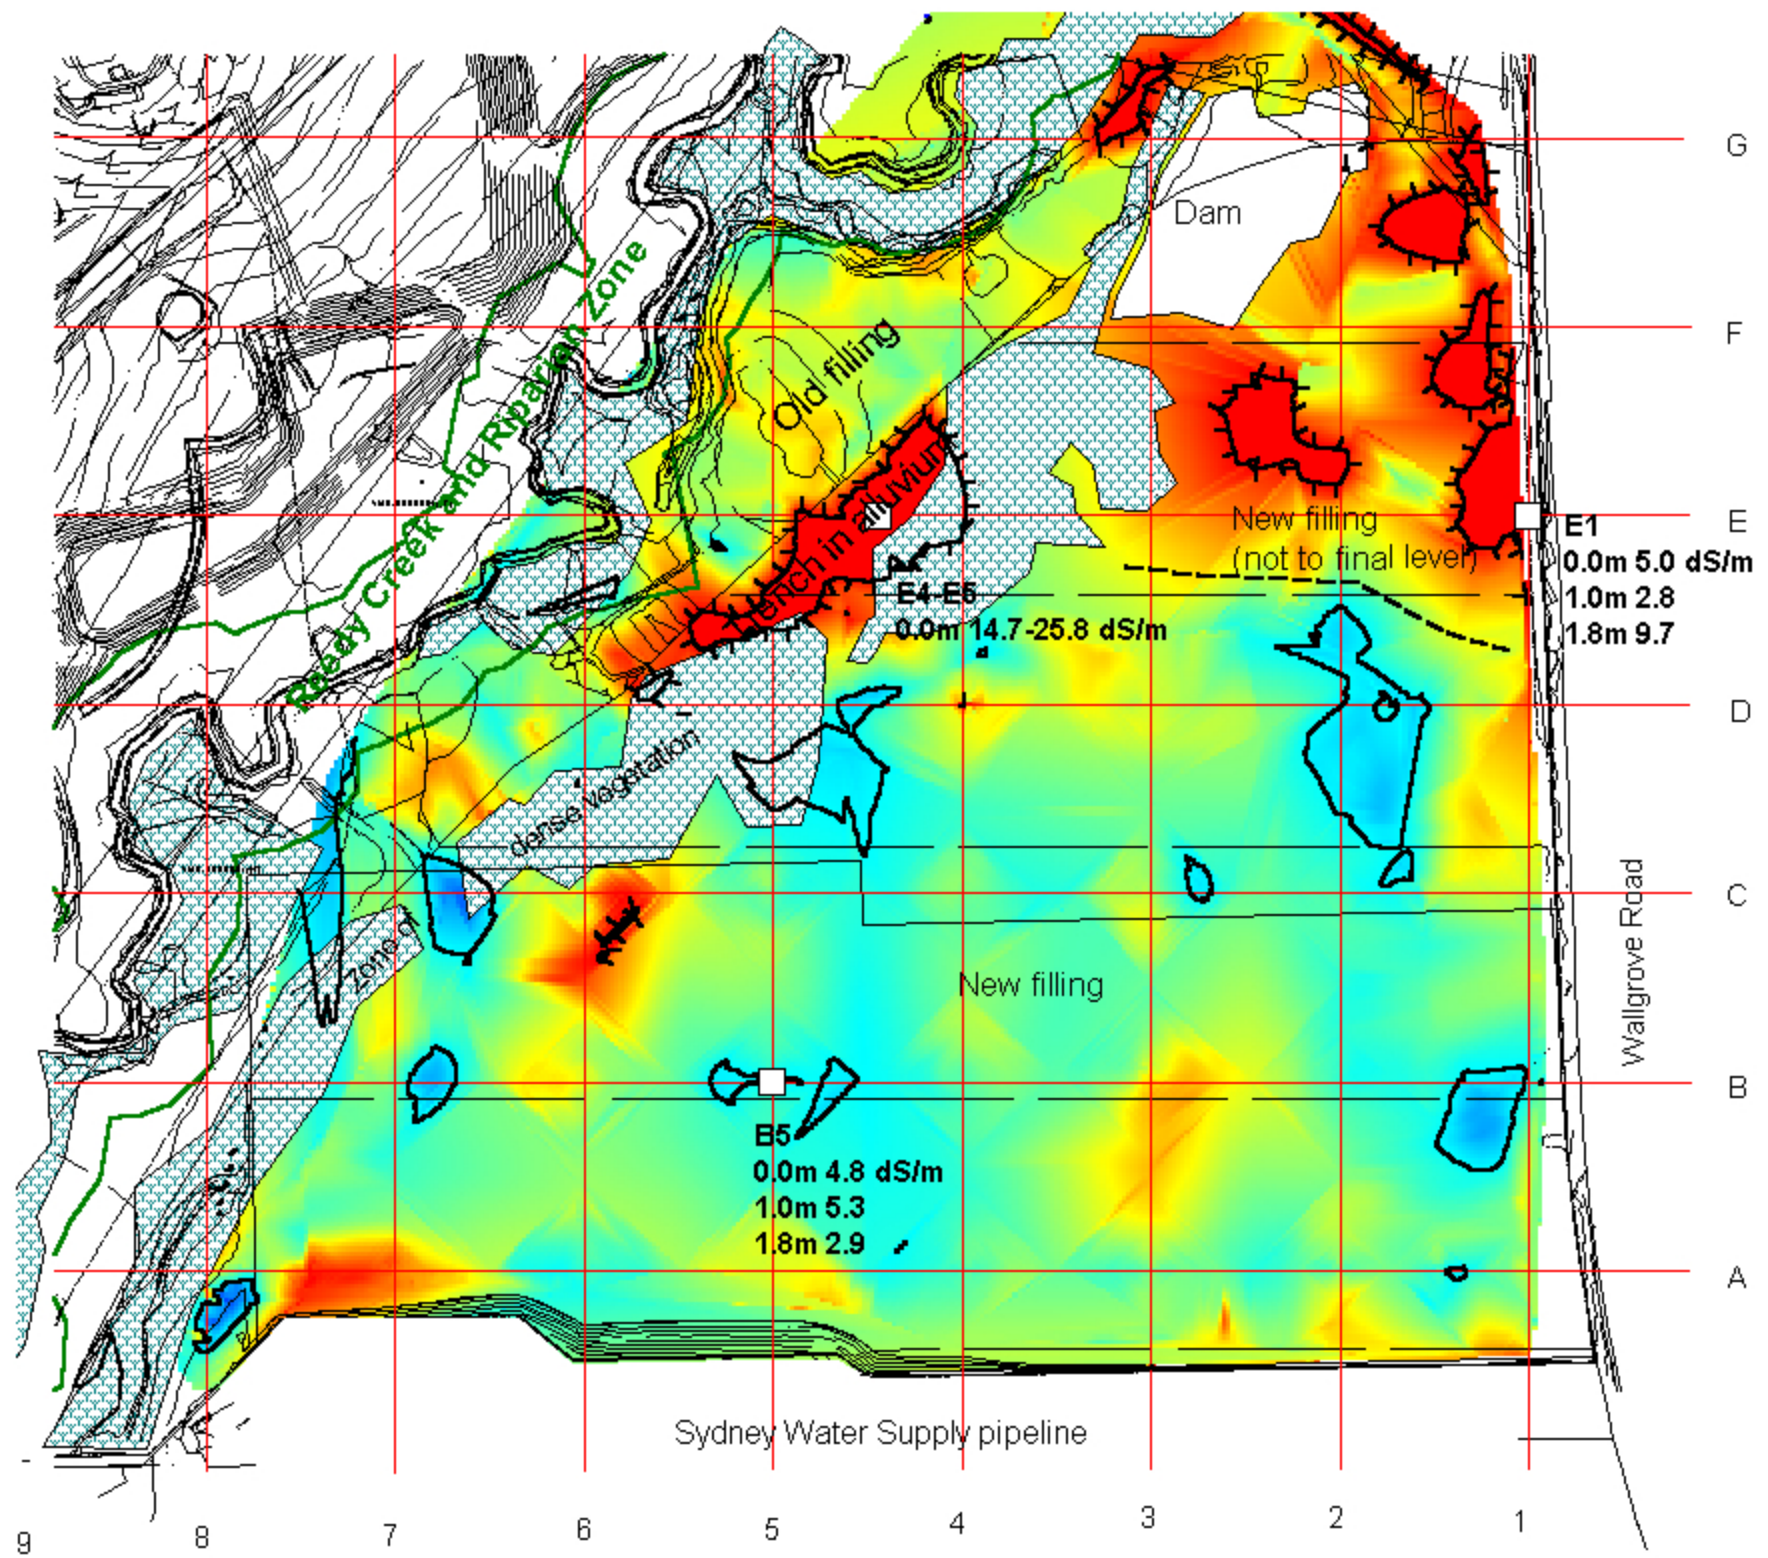 G
Dam
Reedy Creek and Riparian Zone
F
Old filling
New filling
(not to final level)
E
bench in alluvium
E1
0.0m 5.0 dS/m
1.0m 2.8
1.8m 9.7
E4-E5
0.0m 14.7-25.8 dS/m
D
dense vegetation
C
zone
New filling
Wallgrove Road
B
B5
0.0m 4.8 dS/m
1.0m 5.3
1.8m 2.9
A
Sydney Water Supply pipeline
9
8
7
6
5
4
3
2
1